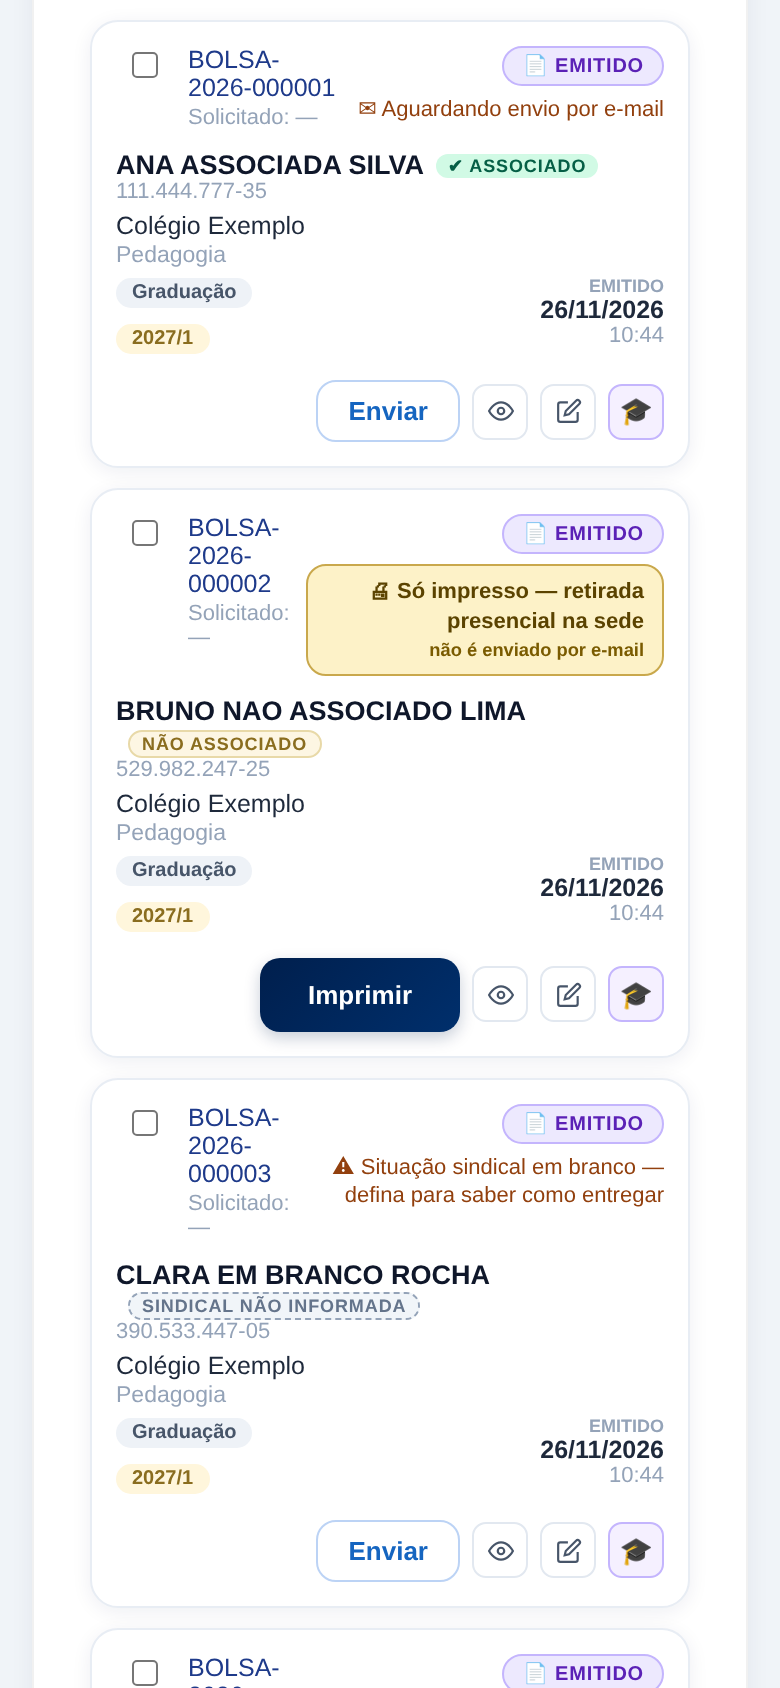 BOLSA-
2026-000001
Solicitado: —
📄 EMITIDO
✉ Aguardando envio por e-mail
ANA ASSOCIADA SILVA ✔ ASSOCIADO
111.444.777-35
Colégio Exemplo
Pedagogia
Graduação
2027/1
EMITIDO
26/11/2026
10:44
Enviar
BOLSA-
2026-
000002
Solicitado:
—
📄 EMITIDO
🖨 Só impresso — retirada
presencial na sede
não é enviado por e-mail
BRUNO NAO ASSOCIADO LIMA
NÃO ASSOCIADO
529.982.247-25
Colégio Exemplo
Pedagogia
Graduação
2027/1
EMITIDO
26/11/2026
10:44
Imprimir
BOLSA-
2026-
000003
Solicitado:
—
📄 EMITIDO
⚠ Situação sindical em branco —
defina para saber como entregar
CLARA EM BRANCO ROCHA
SINDICAL NÃO INFORMADA
390.533.447-05
Colégio Exemplo
Pedagogia
Graduação
2027/1
EMITIDO
26/11/2026
10:44
Enviar
BOLSA-
📄 EMITIDO